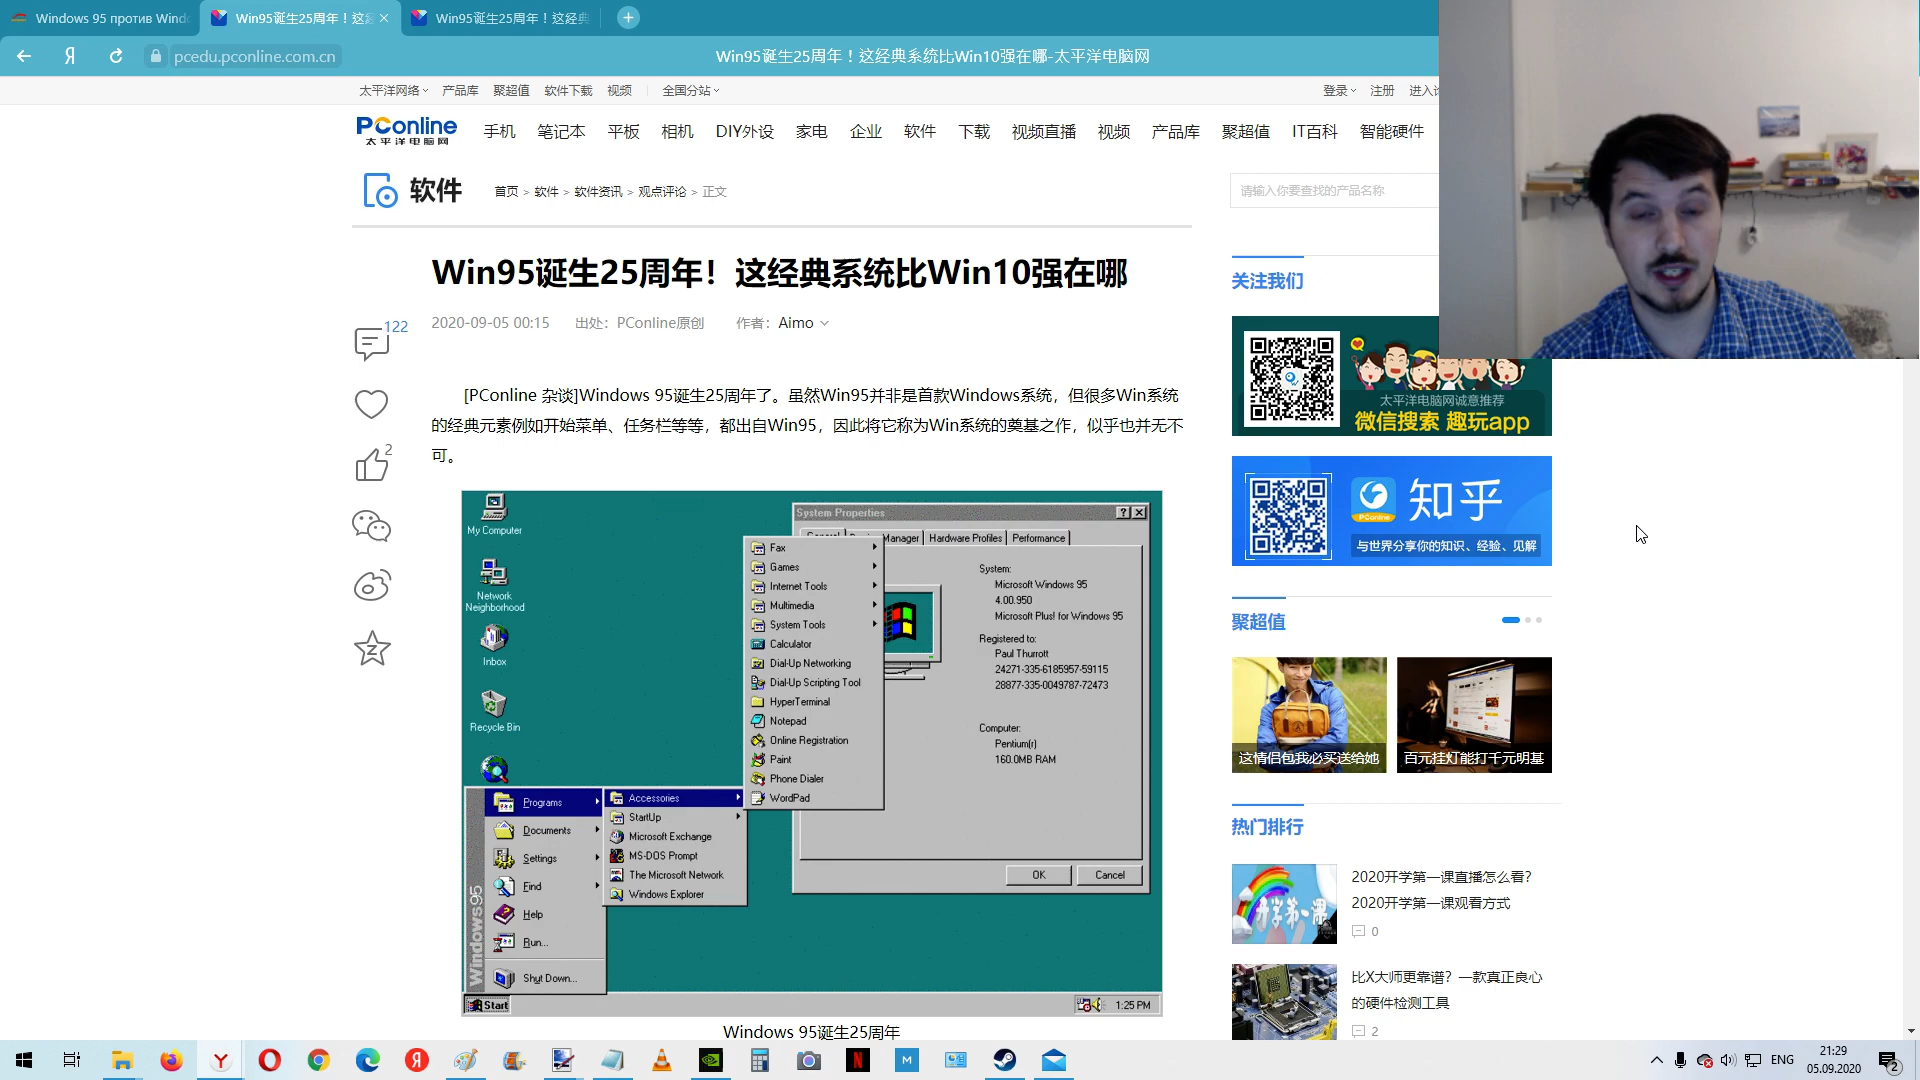 Windows 95 против Wind
Win95诞生25周年！这
Win95诞生25周年！这经典
pcedu.pconline.com.cn
Win95诞生25周年！这经典系统比Win10强在哪-太平洋电脑网
太平洋网络 产品库 聚超值 软件下载 视频 全国分站
登录 注册 进入
PConline
太平洋电脑网
手机 笔记本 平板 相机 DIY外设 家电 企业 软件 下载 视频直播 视频 产品库 聚超值 IT百科 智能硬件
软件
首页 > 软件 > 软件资讯 > 观点评论 > 正文
请输入你要查找的产品名称
Win95诞生25周年！这经典系统比Win10强在哪
2020-09-05 00:15 出处：PConline原创 作者：Aimo
122
2
[PConline 杂谈]Windows 95诞生25周年了。虽然Win95并非是首款Windows系统，但很多Win系统
的经典元素例如开始菜单、任务栏等等，都出自Win95，因此将它称为Win系统的奠基之作，似乎也并无不
可。
My Computer
Network
Neighborhood
Inbox
Recycle Bin
System Properties
Manager
Hardware Profiles
Performance
System:
Microsoft Windows 95
4.00.950
Microsoft Plus! for Windows 95
Registered to:
Paul Thurrott
24271-335-6185957-59115
28877-335-0049787-72473
Computer:
Pentium(r)
160.0MB RAM
OK
Cancel
Fax
Games
Internet Tools
Multimedia
System Tools
Calculator
Dial-Up Networking
Dial-Up Scripting Tool
HyperTerminal
Notepad
Online Registration
Paint
Phone Dialer
WordPad
Accessories
StartUp
Microsoft Exchange
MS-DOS Prompt
The Microsoft Network
Windows Explorer
Programs
Documents
Settings
Find
Help
Run...
Shut Down...
Windows95
Start
1:25 PM
Windows 95诞生25周年
关注我们
太平洋电脑网诚意推荐
微信搜索 趣玩app
PConline
知乎
与世界分享你的知识、经验、见解
聚超值
这情侣包我必买送给她
百元挂灯能打千元明基
热门排行
开学第一课
2020开学第一课直播怎么看？
2020开学第一课观看方式
0
比X大师更靠谱？一款真正良心
的硬件检测工具
2
ENG
21:29
05.09.2020
2